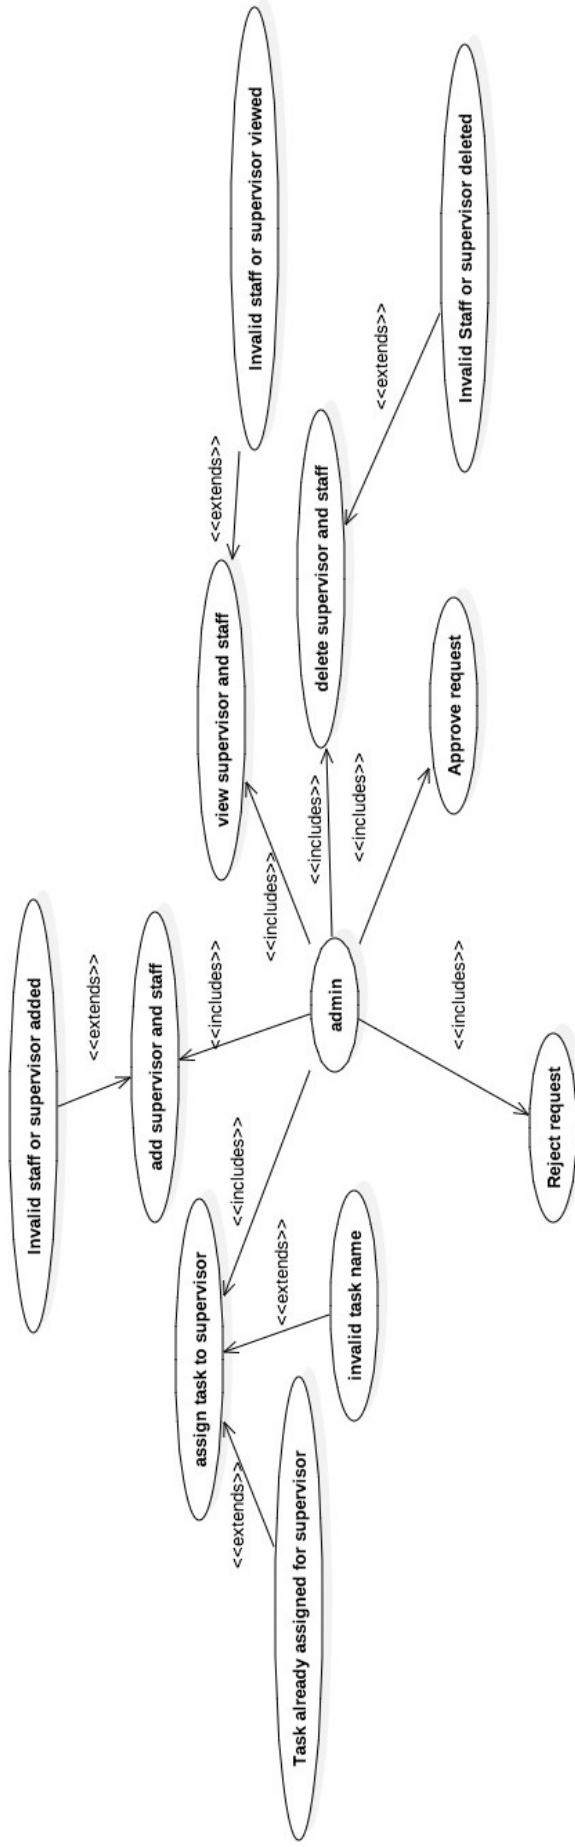 Invalid staff or supervisor added
<<extends>>
add supervisor and staff
assign task to supervisor
<<includes>>
view supervisor and staff
<<extends>>
<<extends>>
<<includes>>
Invalid staff or supervisor viewed
<<extends>>
<<includes>>
Task already assigned for supervisor
<<includes>>
delete supervisor and staff
admin
invalid task name
<<includes>>
<<extends>>
Approve request
<<includes>>
Invalid Staff or supervisor deleted
Reject request